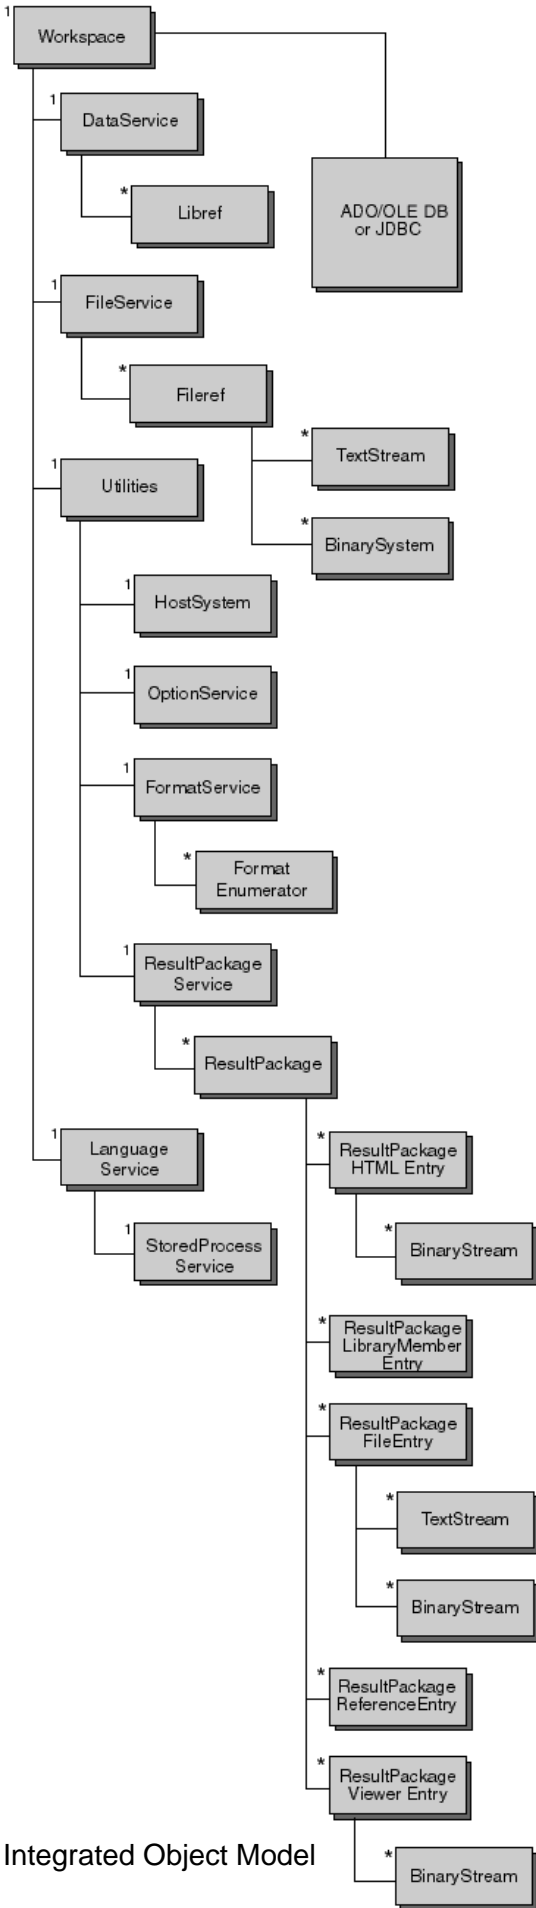 1
Workspace
1
DataService
*
Libref
ADO/OLE DB
or JDBC
1
FileService
*
Fileref
*
TextStream
1
Utilities
*
BinarySystem
1
HostSystem
1
OptionService
1
FormatService
*
Format
Enumerator
1
ResultPackage
Service
*
ResultPackage
1
Language
Service
*
ResultPackage
HTML Entry
1
StoredProcess
Service
*
BinaryStream
*
ResultPackage
LibraryMember
Entry
*
ResultPackage
FileEntry
*
TextStream
*
BinaryStream
*
ResultPackage
ReferenceEntry
*
ResultPackage
Viewer Entry
Integrated Object Model
*
BinaryStream